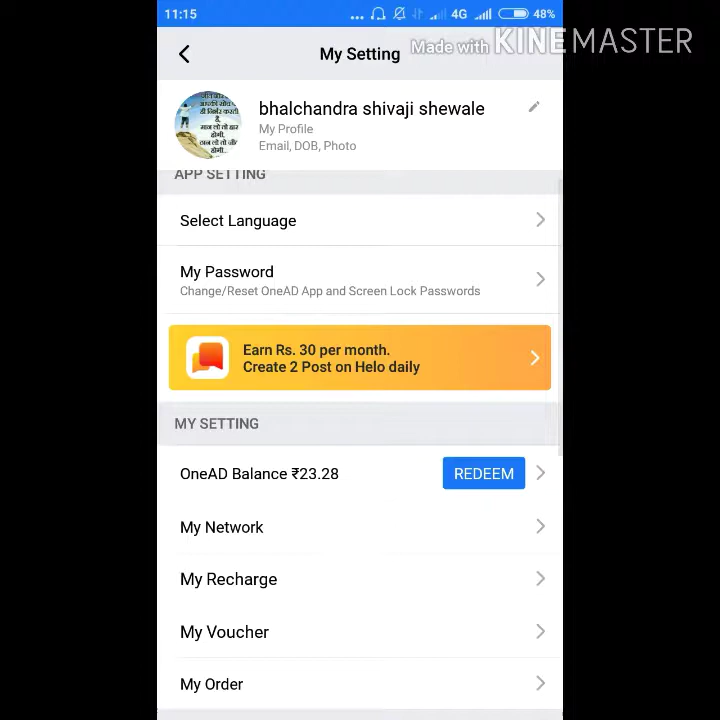 11:15 ... 4G 48%
My Setting
Made with KINEMASTER
bhalchandra shivaji shewale
My Profile
Email, DOB, Photo
आपकी सोच प
ही निर्भर करती
है,
मान लो तो हार
होगी,
ठान लो तो जीत
होगी...
APP SETTING
Select Language
My Password
Change/Reset OneAD App and Screen Lock Passwords
Earn Rs. 30 per month.
Create 2 Post on Helo daily
MY SETTING
OneAD Balance ₹23.28 REDEEM
My Network
My Recharge
My Voucher
My Order